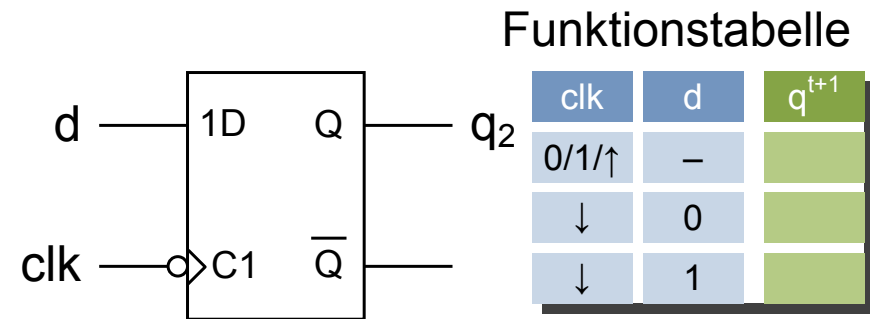 Funktionstabelle
d 1D Q q₂
clk C1 Q̅
clk d qᵗ⁺¹
0/1/↑ –
↓ 0
↓ 1